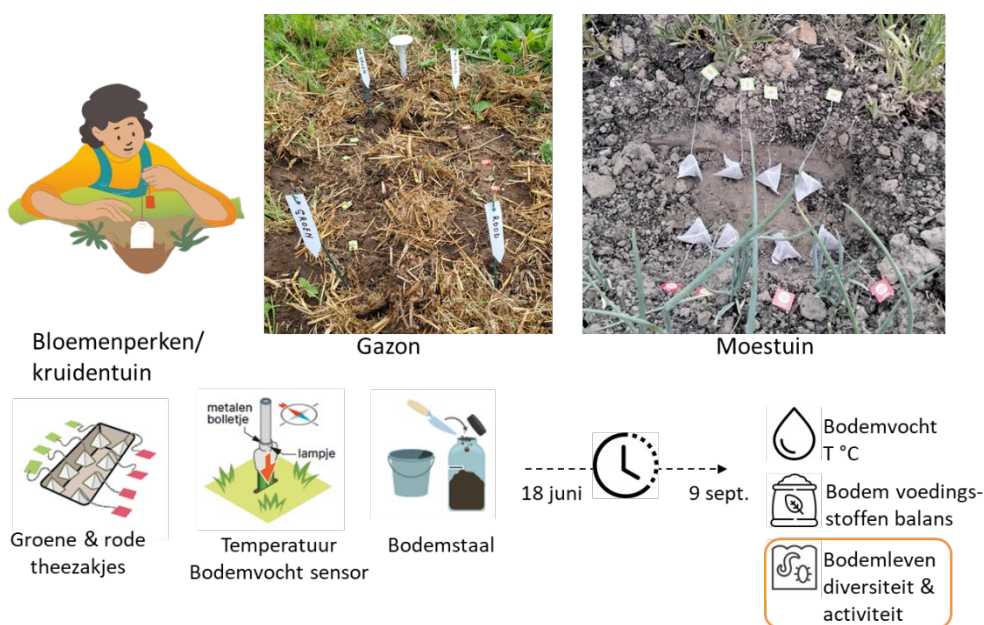 GROEN
ROOD
Bloemenperken/
kruidentuin
Gazon
Moestuin
metalen
bolletje
lampje
Groene & rode
theezakjes
Temperatuur
Bodemvocht sensor
Bodemstaal
18 juni
9 sept.
Bodemvocht
T °C
Bodem voedings-
stoffen balans
Bodemleven
diversiteit &
activiteit